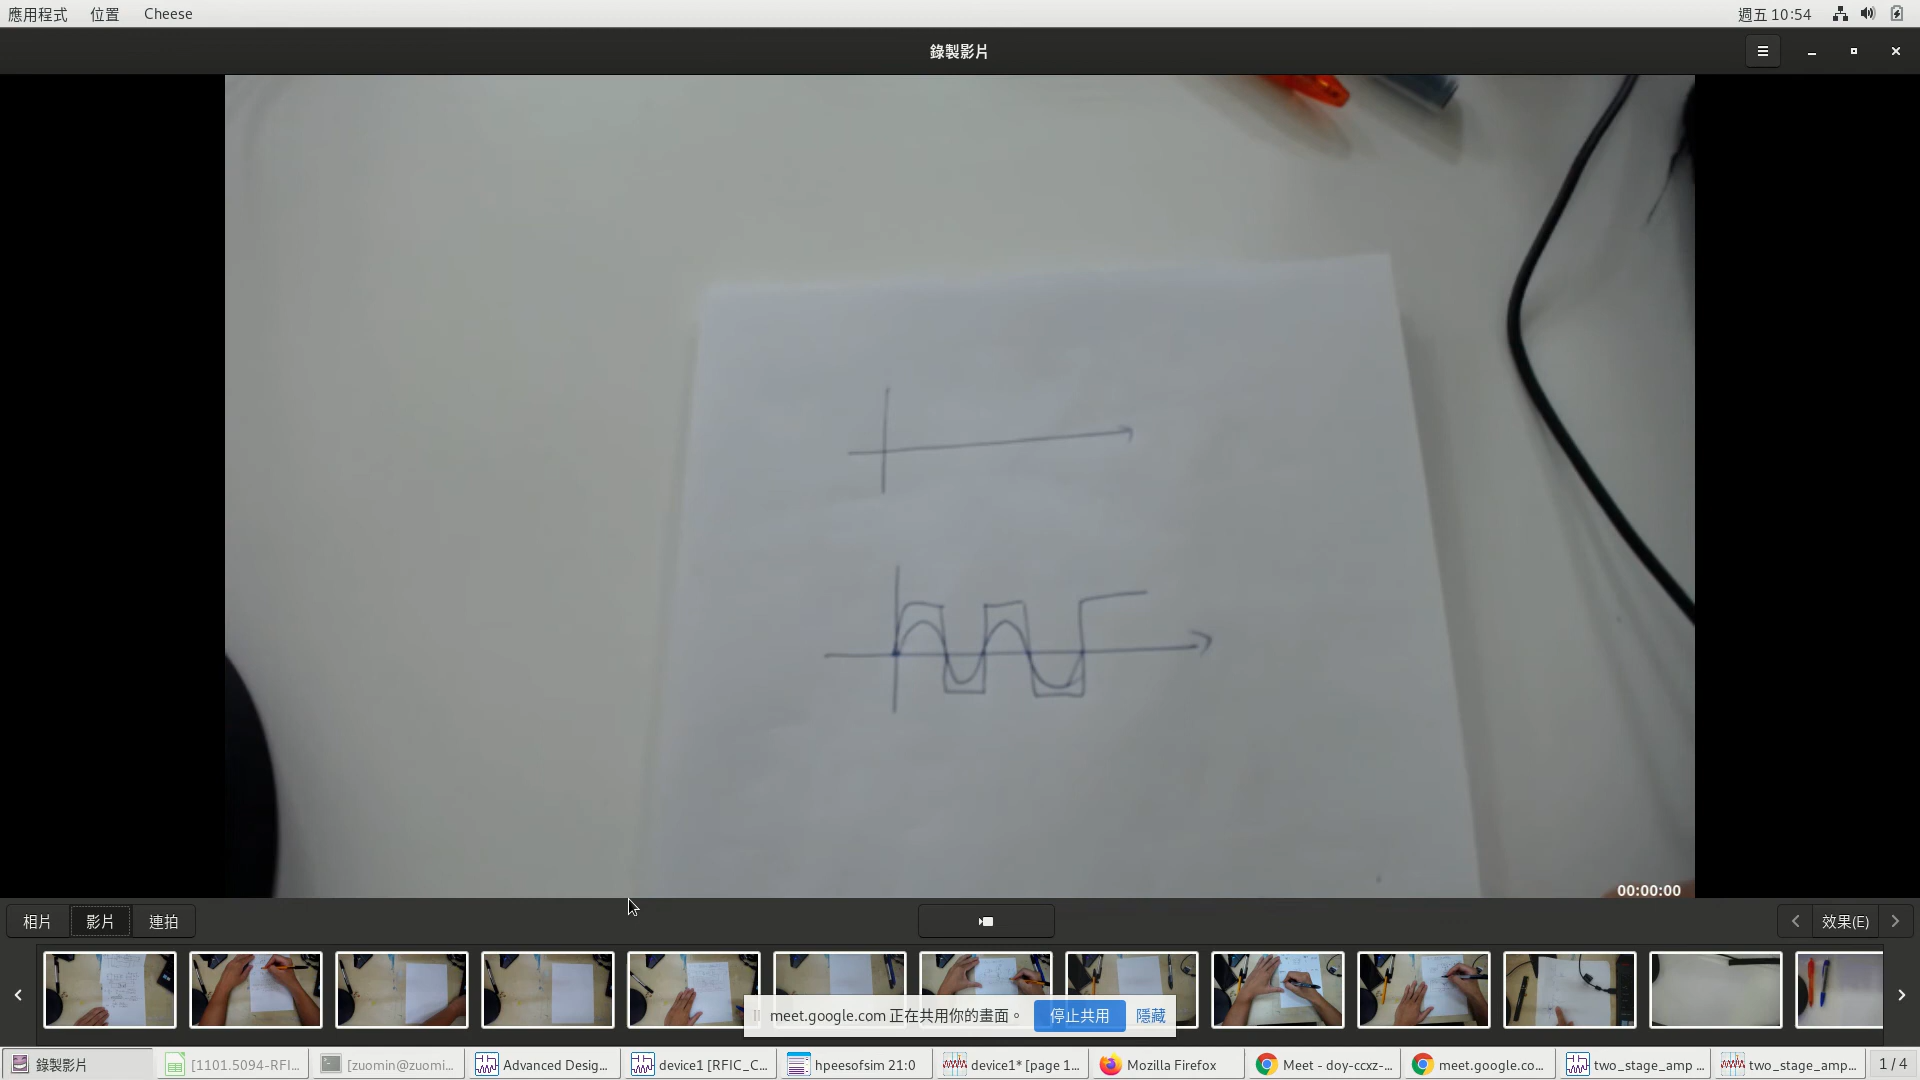 應用程式 位置 Cheese 週五 10:54
錄製影片
00:00:00
相片 影片 連拍 效果(E)
meet.google.com 正在共用你的畫面。 停止共用 隱藏
錄製影片 [1101.5094-RFI... [zuomin@zuomi... Advanced Desig... device1 [RFIC_C... hpeesofsim 21:0 device1* [page 1... Mozilla Firefox Meet - doy-ccxz-... meet.google.co... two_stage_amp ... two_stage_amp... 1 / 4